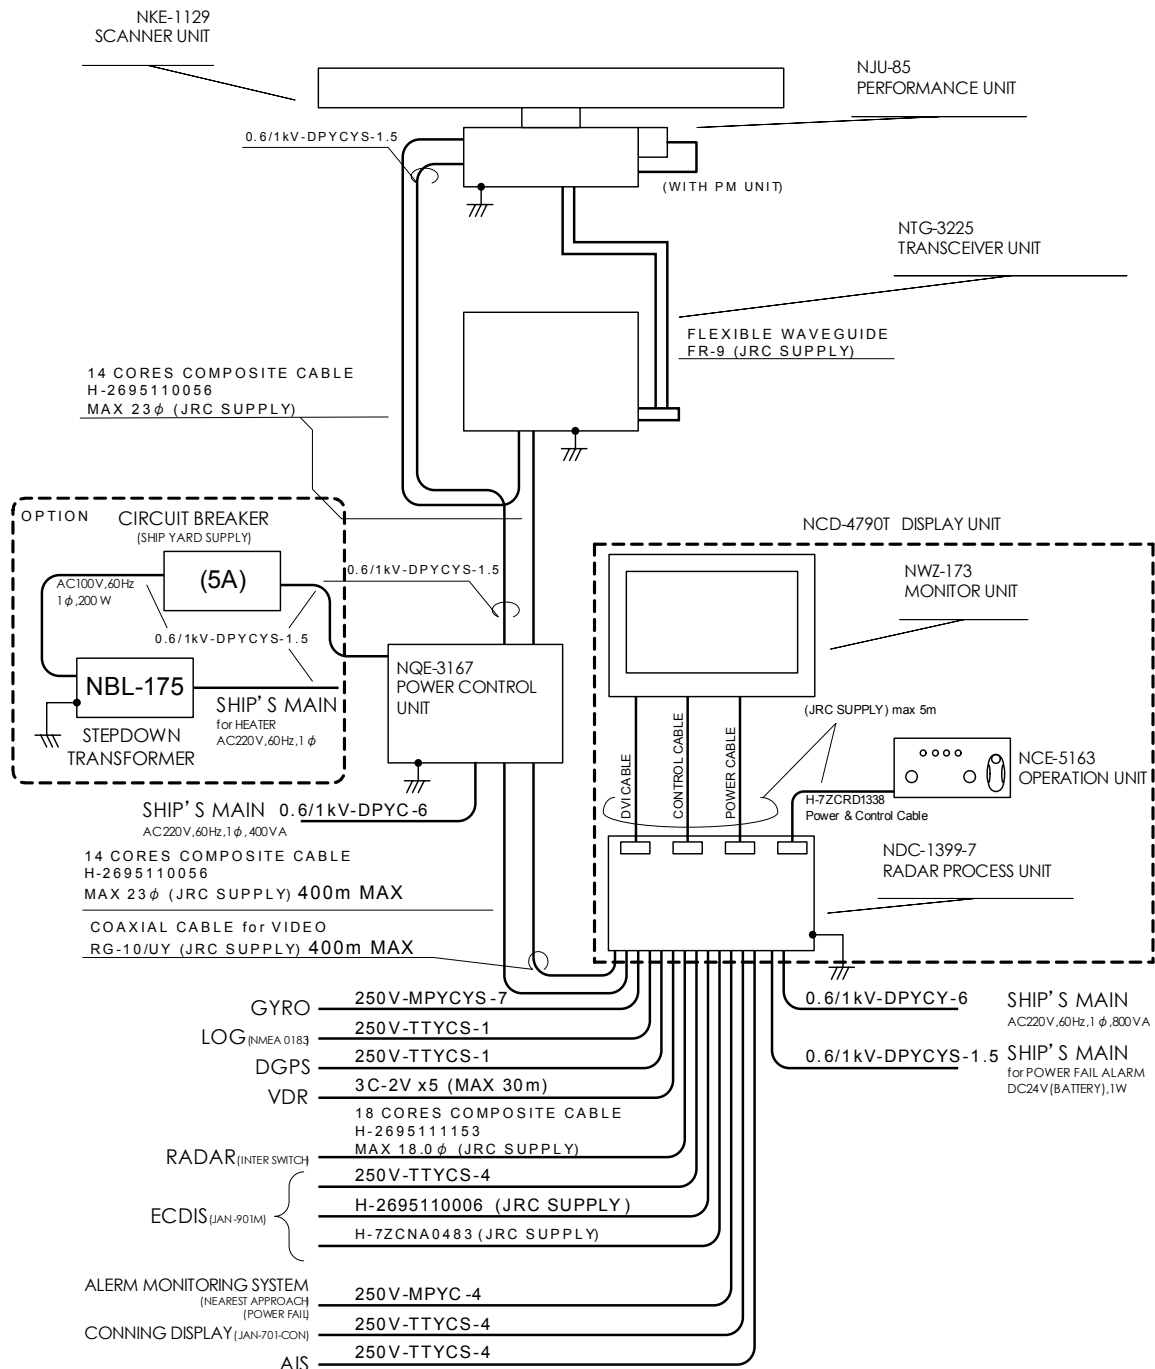 NKE-1129
SCANNER UNIT
NJU-85
PERFORMANCE UNIT
0.6/1kV-DPYCYS-1.5
(WITH PM UNIT)
NTG-3225
TRANSCEIVER UNIT
FLEXIBLE WAVEGUIDE
FR-9 (JRC SUPPLY)
14 CORES COMPOSITE CABLE
H-2695110056
MAX 23ϕ (JRC SUPPLY)
OPTION
CIRCUIT BREAKER
(SHIP YARD SUPPLY)
(5A)
AC100V,60Hz
1ϕ,200W
0.6/1kV-DPYCYS-1.5
0.6/1kV-DPYCYS-1.5
NBL-175
STEPDOWN
TRANSFORMER
SHIP'S MAIN
for HEATER
AC220V,60Hz,1ϕ
NQE-3167
POWER CONTROL
UNIT
NCD-4790T DISPLAY UNIT
NWZ-173
MONITOR UNIT
(JRC SUPPLY) max 5m
DVI CABLE
CONTROL CABLE
POWER CABLE
NCE-5163
OPERATION UNIT
H-7ZCRD1338
Power & Control Cable
NDC-1399-7
RADAR PROCESS UNIT
SHIP'S MAIN 0.6/1kV-DPYC-6
AC220V,60Hz,1ϕ,400VA
14 CORES COMPOSITE CABLE
H-2695110056
MAX 23ϕ (JRC SUPPLY) 400m MAX
COAXIAL CABLE for VIDEO
RG-10/UY (JRC SUPPLY) 400m MAX
GYRO 250V-MPYCYS-7
LOG(NMEA 0183) 250V-TTYCS-1
DGPS 250V-TTYCS-1
VDR 3C-2V x5 (MAX 30m)
0.6/1kV-DPYCY-6 SHIP'S MAIN
AC220V,60Hz,1ϕ,800VA
0.6/1kV-DPYCYS-1.5 SHIP'S MAIN
for POWER FAIL ALARM
DC24V(BATTERY),1W
18 CORES COMPOSITE CABLE
H-2695111153
RADAR(INTER SWITCH) MAX 18.0ϕ (JRC SUPPLY)
250V-TTYCS-4
ECDIS(JAN-901M) H-2695110006 (JRC SUPPLY)
H-7ZCNA0483 (JRC SUPPLY)
ALERM MONITORING SYSTEM 250V-MPYC-4
(NEAREST APPROACH)
(POWER FAIL)
CONNING DISPLAY(JAN-701-CON) 250V-TTYCS-4
AIS 250V-TTYCS-4